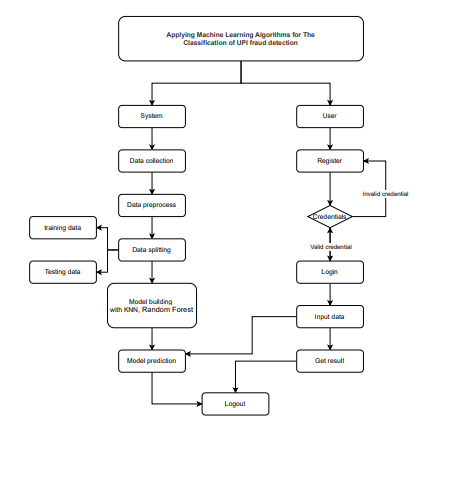 Applying Machine Learning Algorithms for The
Classification of UPI fraud detection
System
User
Data collection
Register
Invalid credential
Data preprocess
Credentials
training data
Data splitting
Valid credential
Testing data
Login
Model building
with KNN, Random Forest
Input data
Model prediction
Get result
Logout